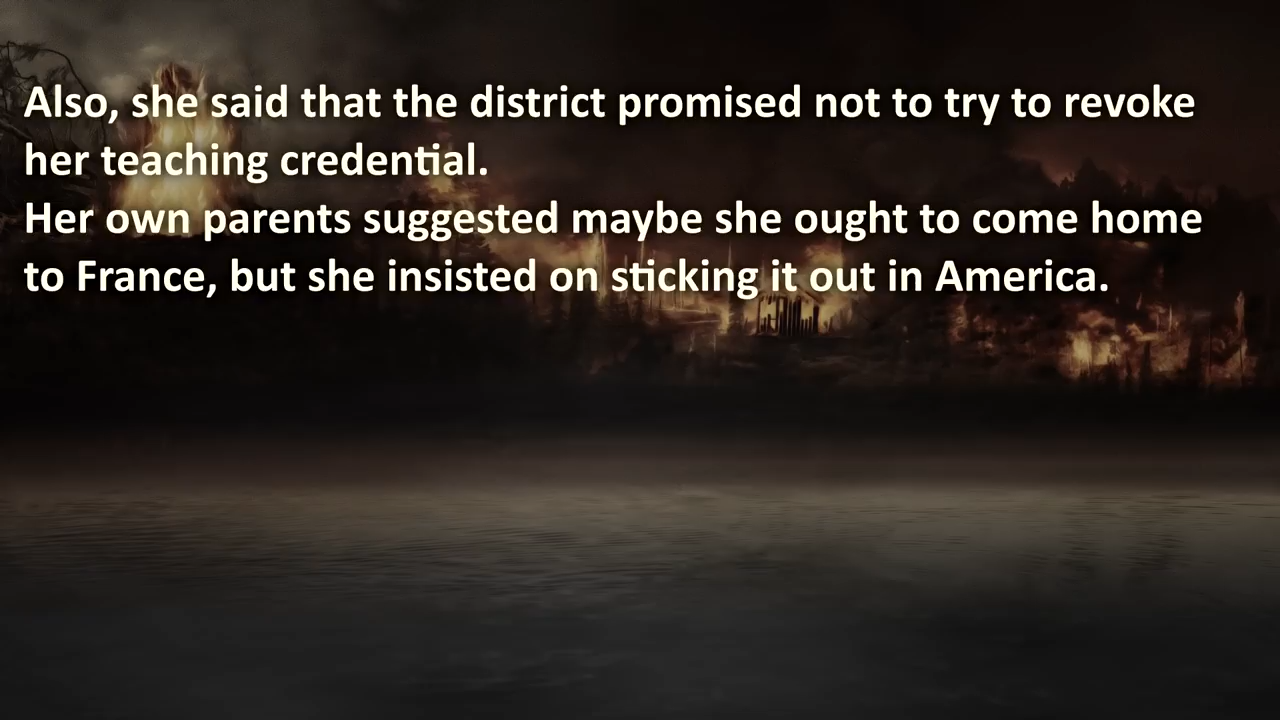 Also, she said that the district promised not to try to revoke
her teaching credential.
Her own parents suggested maybe she ought to come home
to France, but she insisted on sticking it out in America.